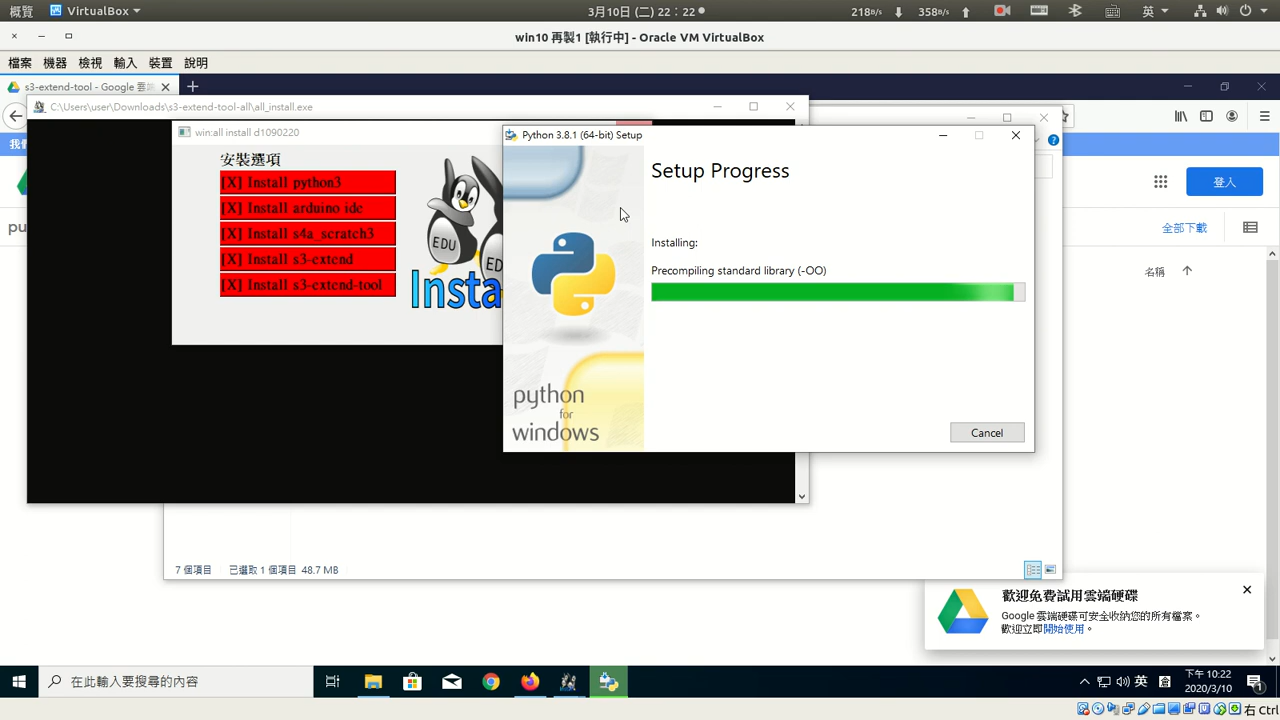 概覽 VirtualBox 3月10日 (二) 22：22 218B/s 358B/s 英
win10 再製1 [執行中] - Oracle VM VirtualBox
檔案 機器 檢視 輸入 裝置 說明
s3-extend-tool - Google 雲端
C:\Users\user\Downloads\s3-extend-tool-all\all_install.exe
win:all install d1090220
Python 3.8.1 (64-bit) Setup
安裝選項
[X] Install python3
[X] Install arduino ide
[X] Install s4a_scratch3
[X] Install s3-extend
[X] Install s3-extend-tool
EDU
ED
Insta
Setup Progress
Installing:
Precompiling standard library (-OO)
python
for
windows
Cancel
登入
pu
全部下載
名稱
7 個項目 已選取 1 個項目 48.7 MB
歡迎免費試用雲端硬碟
Google 雲端硬碟可安全收納您的所有檔案。
歡迎立即開始使用。
在此輸入要搜尋的內容
英
下午 10:22
2020/3/10
1
右 Ctrl